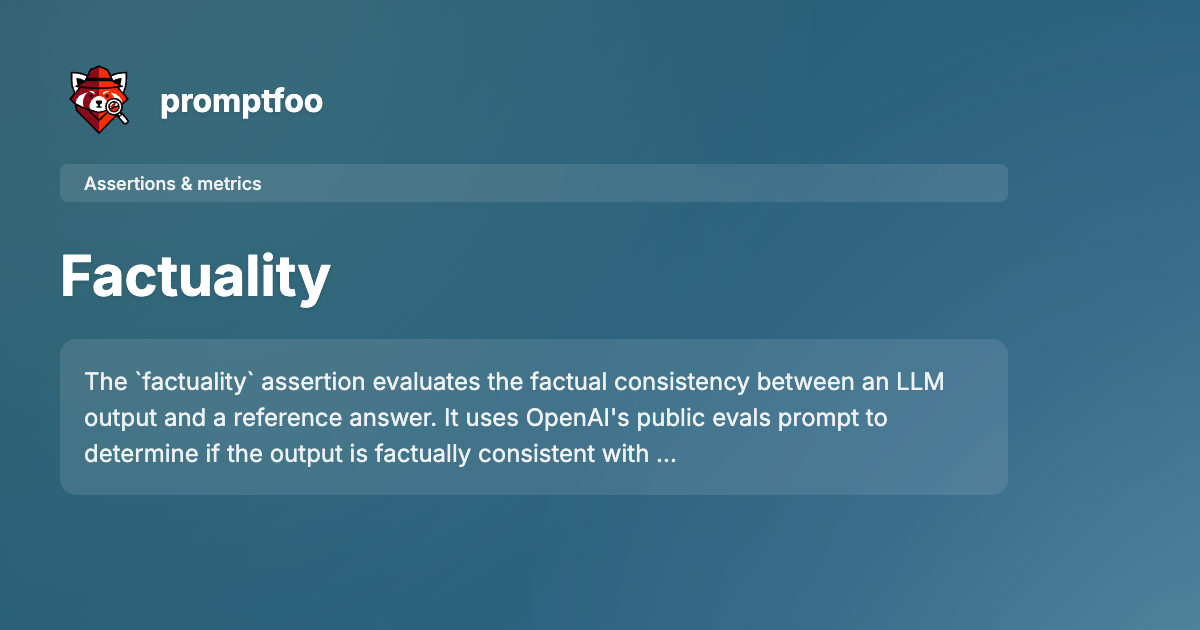 promptfoo
Assertions & metrics
Factuality
The `factuality` assertion evaluates the factual consistency between an LLM
output and a reference answer. It uses OpenAI's public evals prompt to
determine if the output is factually consistent with ...